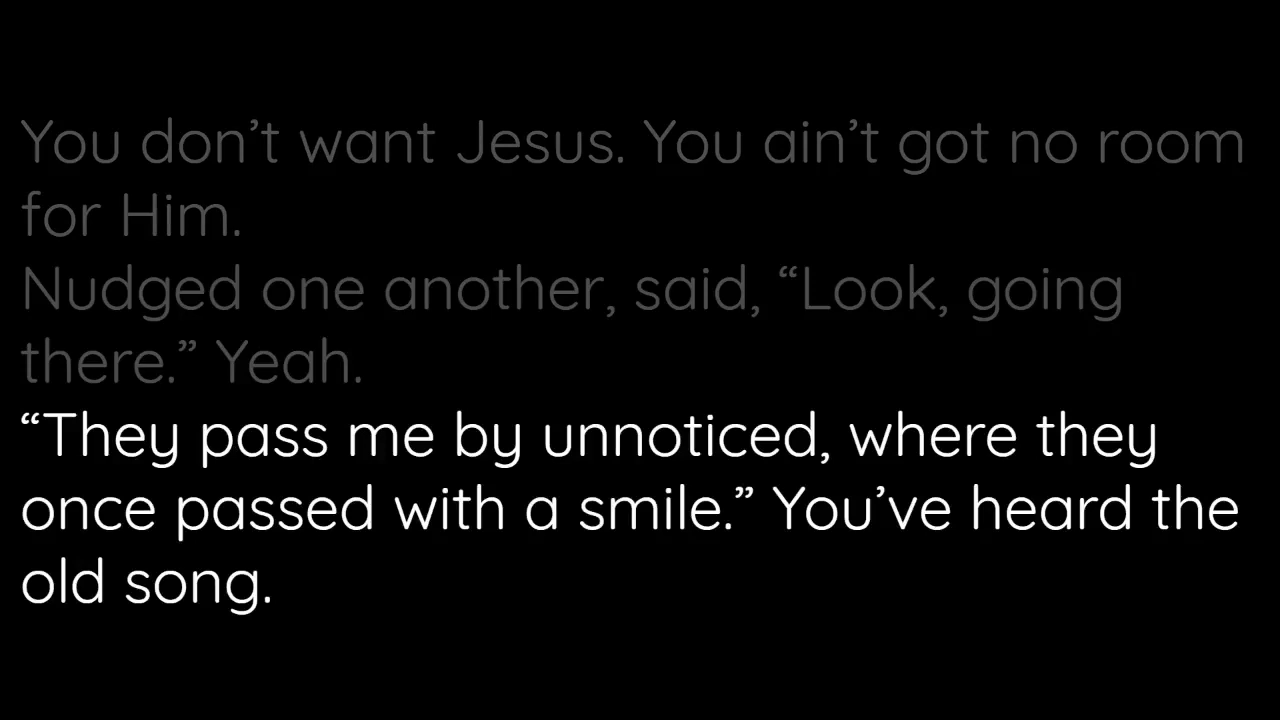 You don’t want Jesus. You ain’t got no room
for Him.
Nudged one another, said, “Look, going
there.” Yeah.
“They pass me by unnoticed, where they
once passed with a smile.” You’ve heard the
old song.